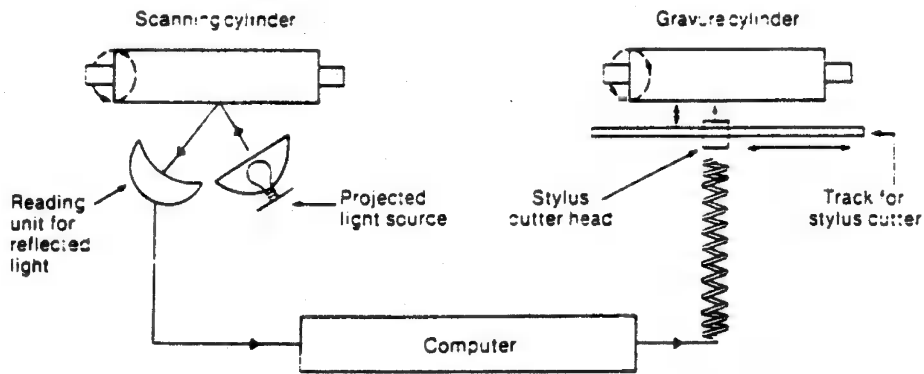 Scanning cylinder
Gravure cylinder
Reading
unit for
reflected
light
Projected
light source
Stylus
cutter head
Track for
stylus cutter
Computer